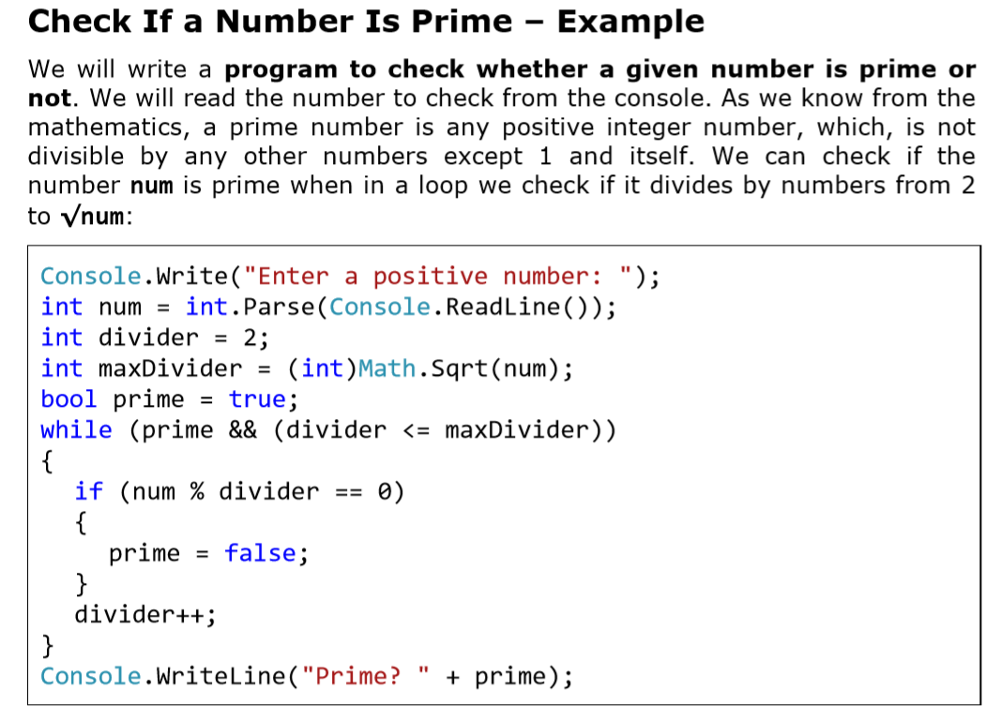 Check If a Number Is Prime – Example
We will write a program to check whether a given number is prime or
not. We will read the number to check from the console. As we know from the
mathematics, a prime number is any positive integer number, which, is not
divisible by any other numbers except 1 and itself. We can check if the
number num is prime when in a loop we check if it divides by numbers from 2
to √num:
Console.Write("Enter a positive number: ");
int num = int.Parse(Console.ReadLine());
int divider = 2;
int maxDivider = (int)Math.Sqrt(num);
bool prime = true;
while (prime && (divider <= maxDivider))
{
if (num % divider == 0)
{
prime = false;
}
divider++;
}
Console.WriteLine("Prime? " + prime);